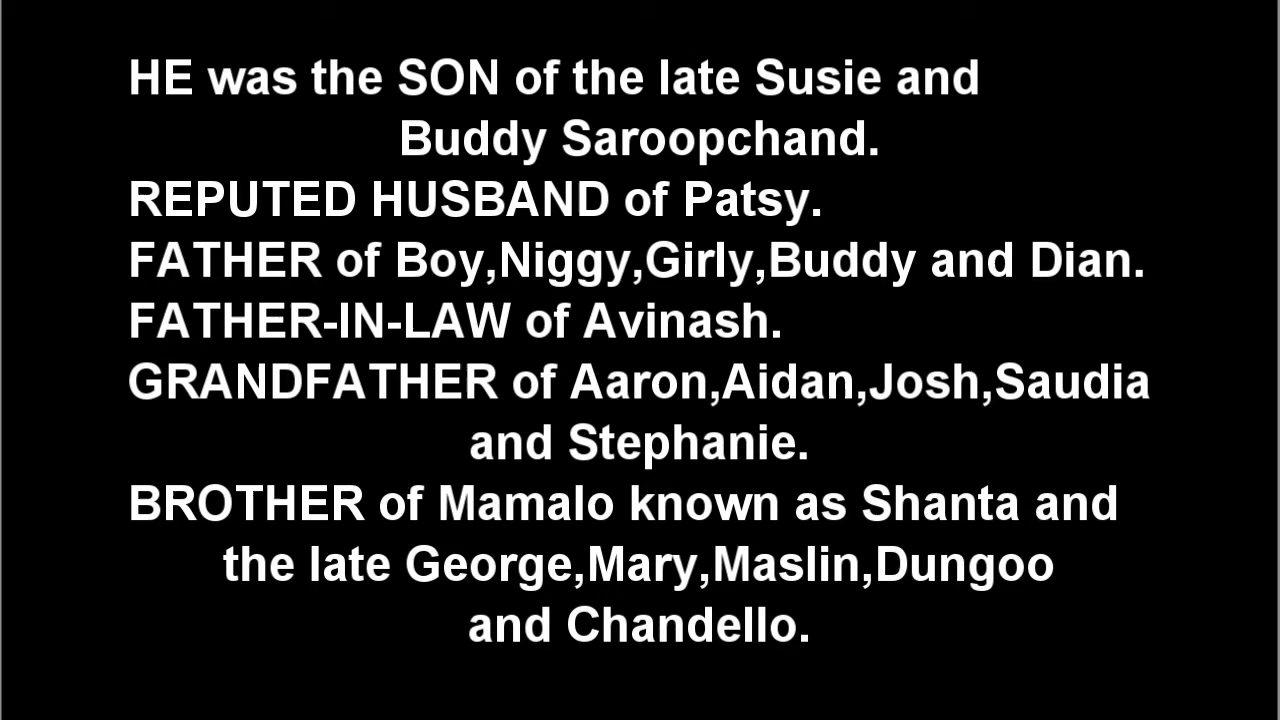 HE was the SON of the late Susie and
Buddy Saroopchand.
REPUTED HUSBAND of Patsy.
FATHER of Boy,Niggy,Girly,Buddy and Dian.
FATHER-IN-LAW of Avinash.
GRANDFATHER of Aaron,Aidan,Josh,Saudia
and Stephanie.
BROTHER of Mamalo known as Shanta and
the late George,Mary,Maslin,Dungoo
and Chandello.